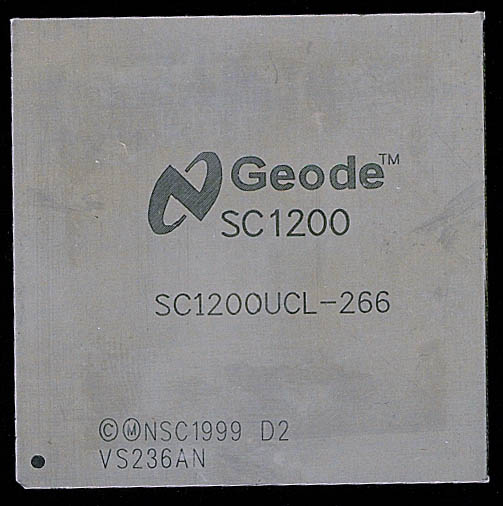 Geode™
SC1200
SC1200UCL-266
©ⓂNSC1999 D2
VS236AN